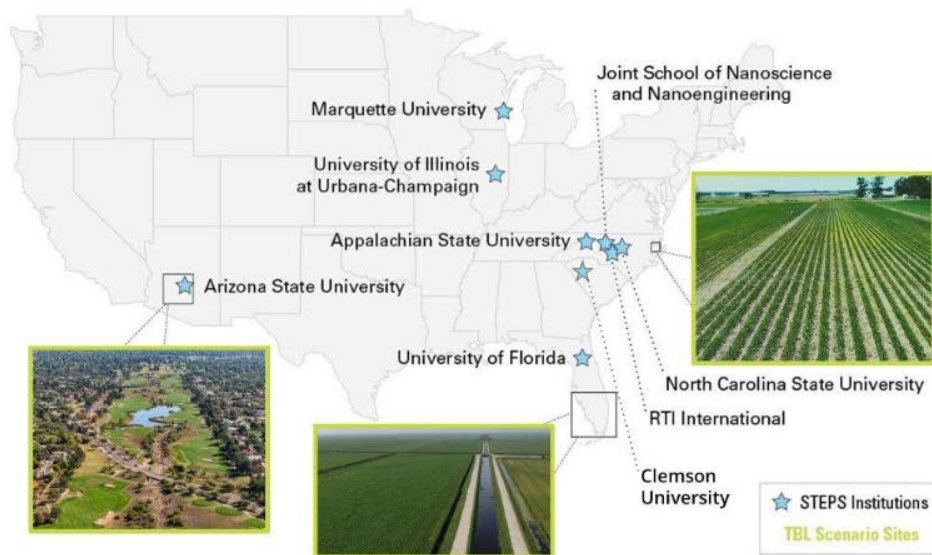 Joint School of Nanoscience
and Nanoengineering
Marquette University
University of Illinois
at Urbana-Champaign
Appalachian State University
Arizona State University
University of Florida
North Carolina State University
RTI International
Clemson
University
STEPS Institutions
TBL Scenario Sites